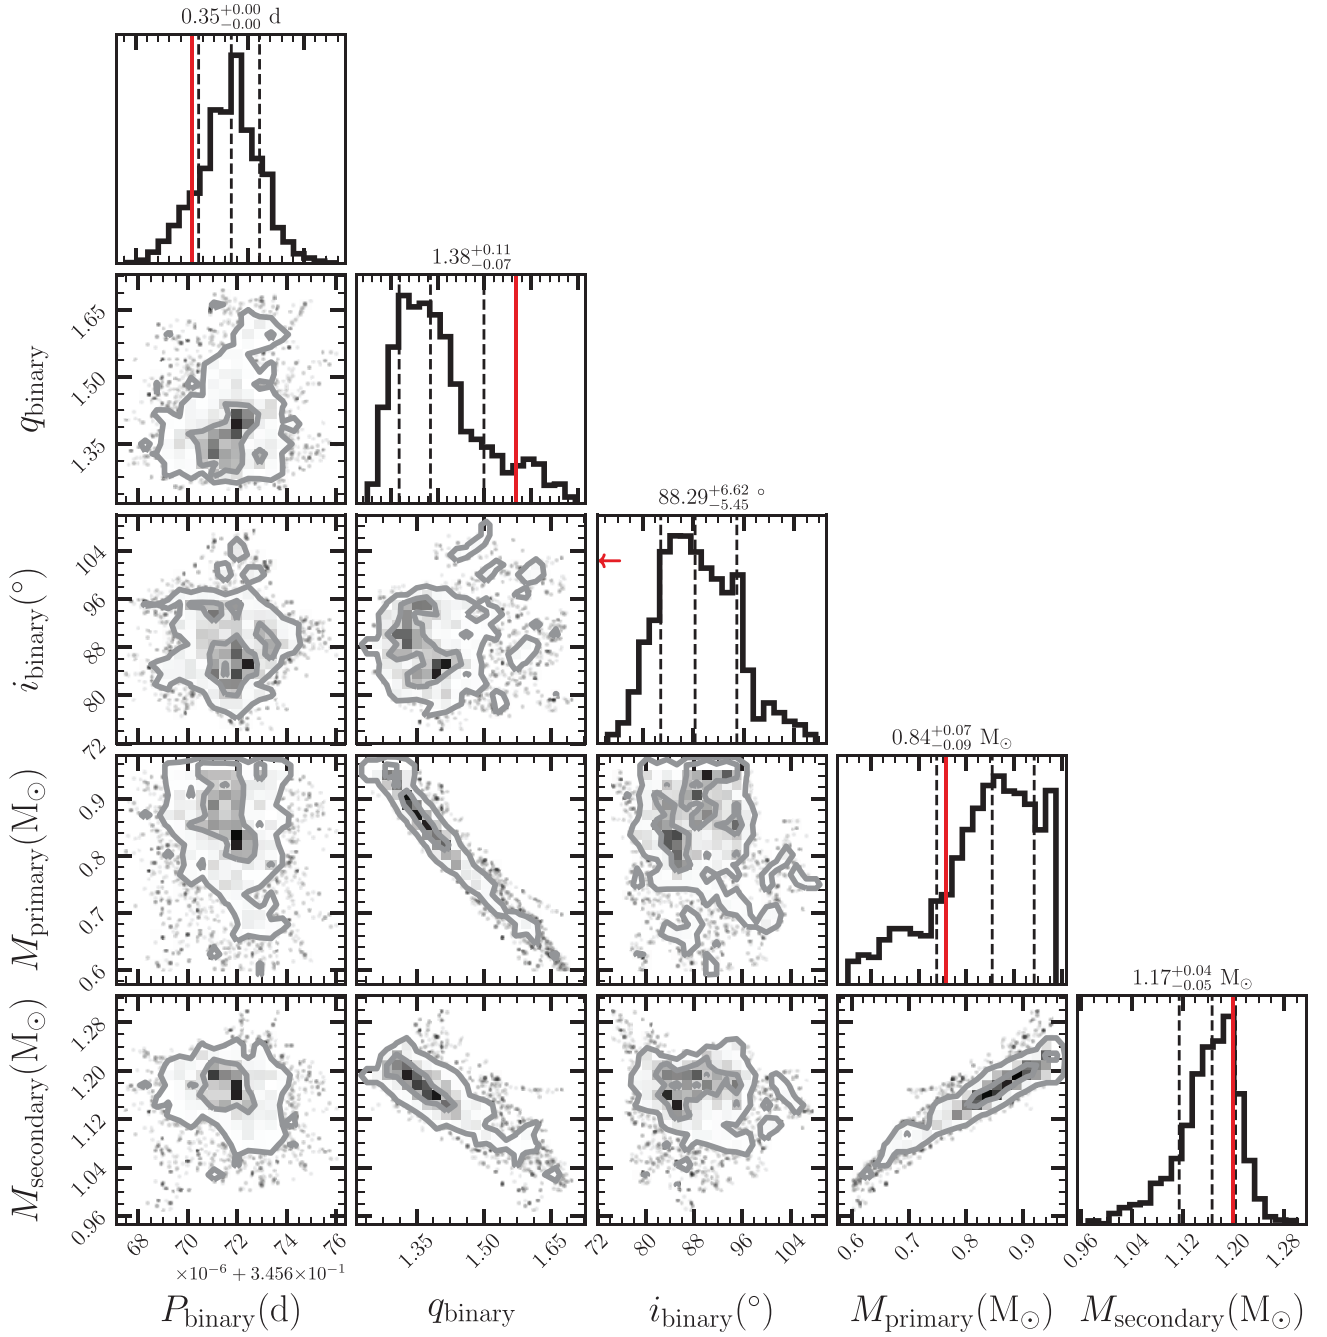 0.35+0.00−0.00 d
1.38+0.11−0.07
1.65
1.50
1.35
qbinary
88.29+6.62−5.45 °
104
96
88
80
72
ibinary(°)
0.84+0.07−0.09 M⊙
0.9
0.8
0.7
0.6
Mprimary(M⊙)
1.17+0.04−0.05 M⊙
1.28
1.20
1.12
1.04
0.96
Msecondary(M⊙)
68 70 72 74 76 1.35 1.50 1.65 72 80 88 96 104 0.6 0.7 0.8 0.9 0.96 1.04 1.12 1.20 1.28
×10−6 + 3.456×10−1
Pbinary(d) qbinary ibinary(°) Mprimary(M⊙) Msecondary(M⊙)